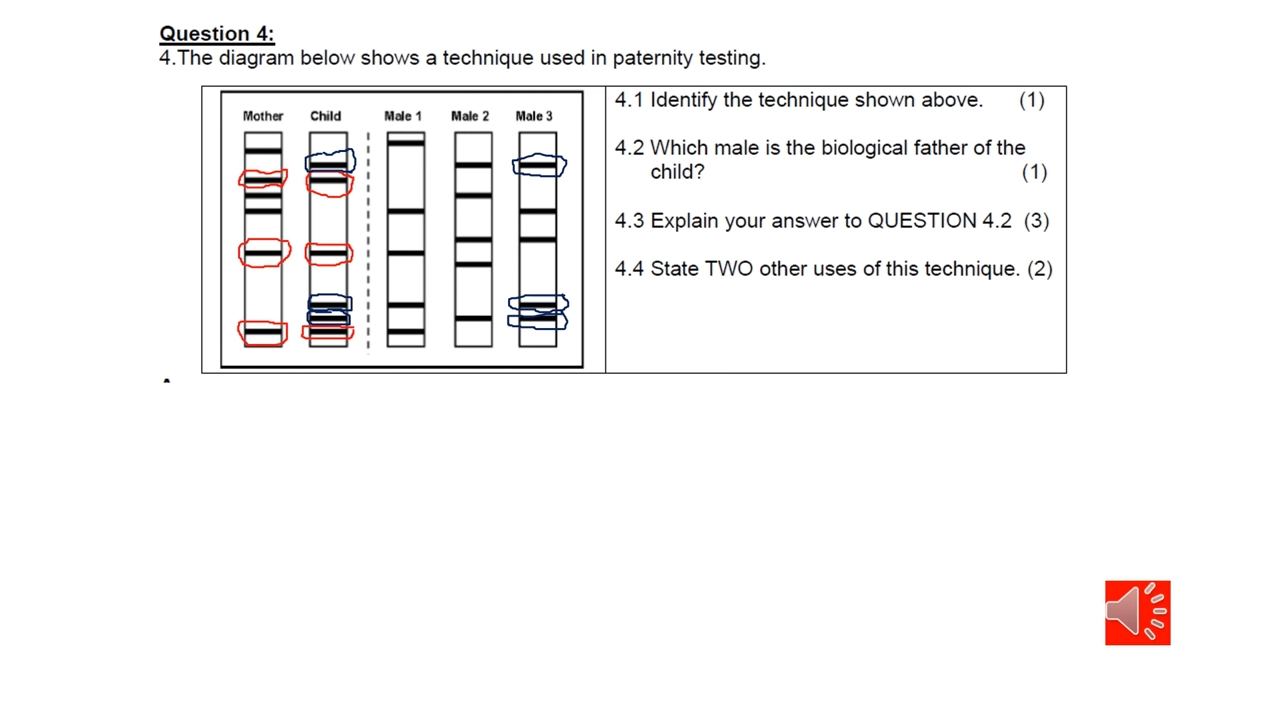 Question 4:
4.The diagram below shows a technique used in paternity testing.
Mother Child Male 1 Male 2 Male 3
4.1 Identify the technique shown above. (1)
4.2 Which male is the biological father of the
child? (1)
4.3 Explain your answer to QUESTION 4.2 (3)
4.4 State TWO other uses of this technique. (2)